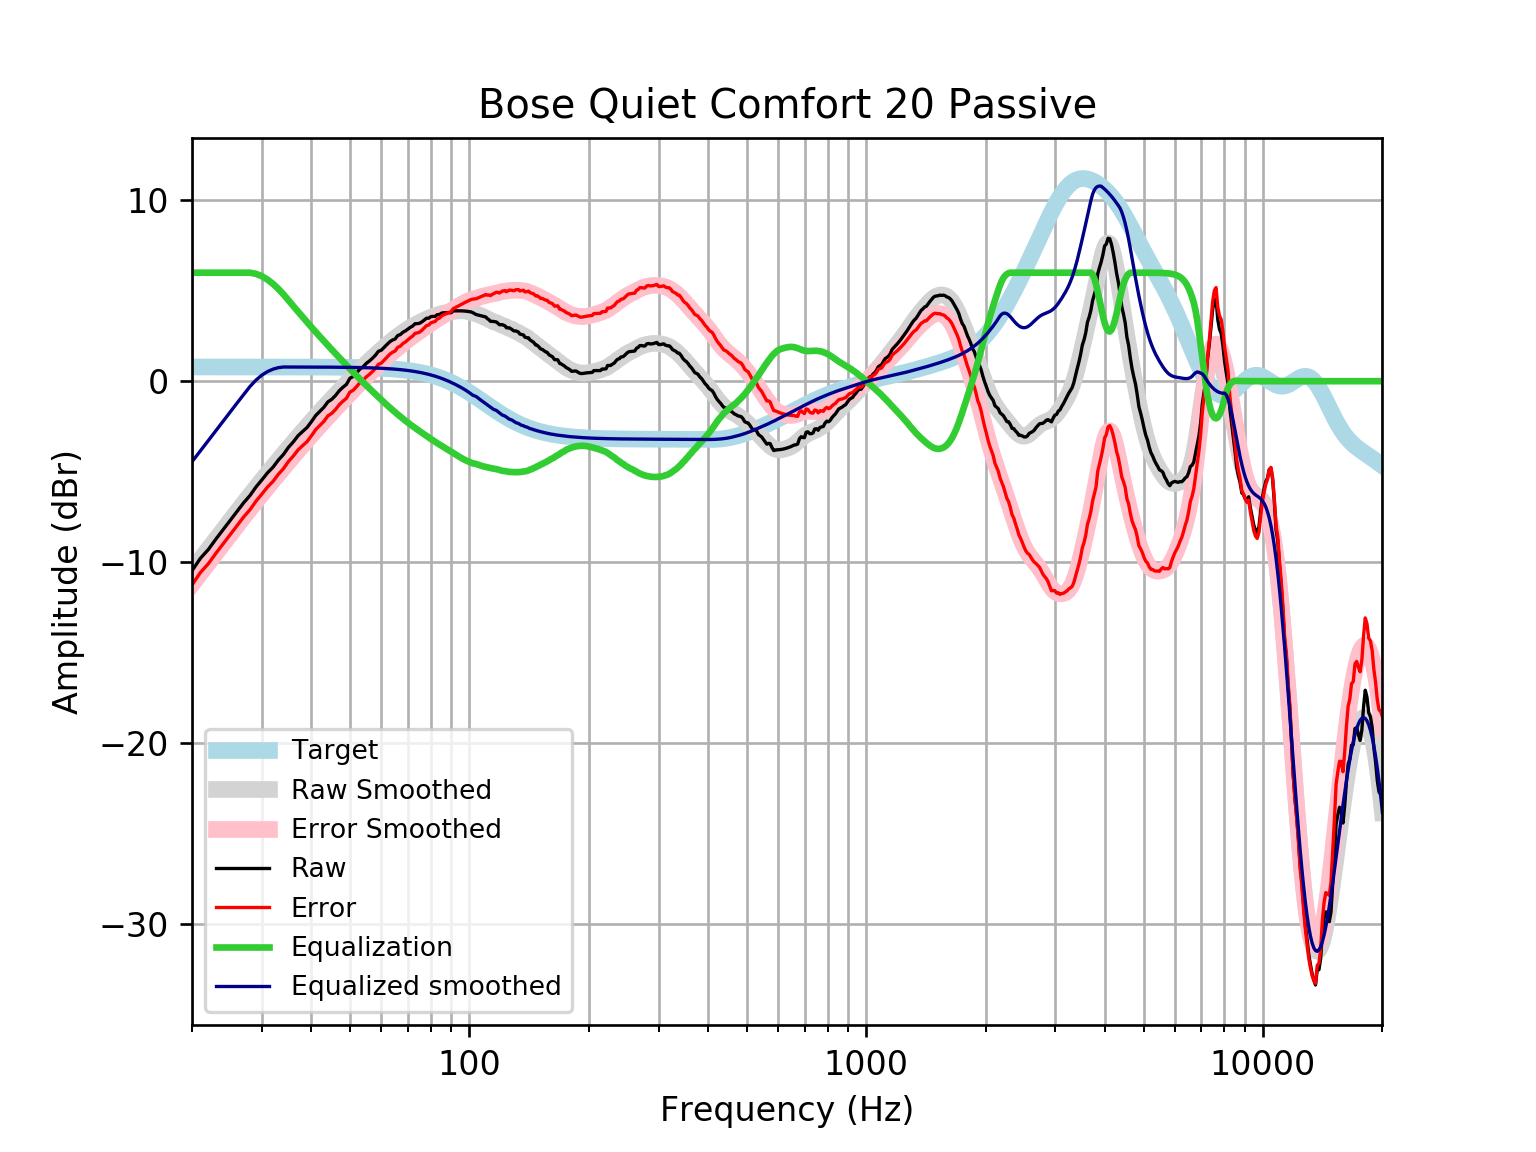 Bose Quiet Comfort 20 Passive
Amplitude (dBr)
10
0
−10
−20
−30
Target
Raw Smoothed
Error Smoothed
Raw
Error
Equalization
Equalized smoothed
100 1000 10000
Frequency (Hz)